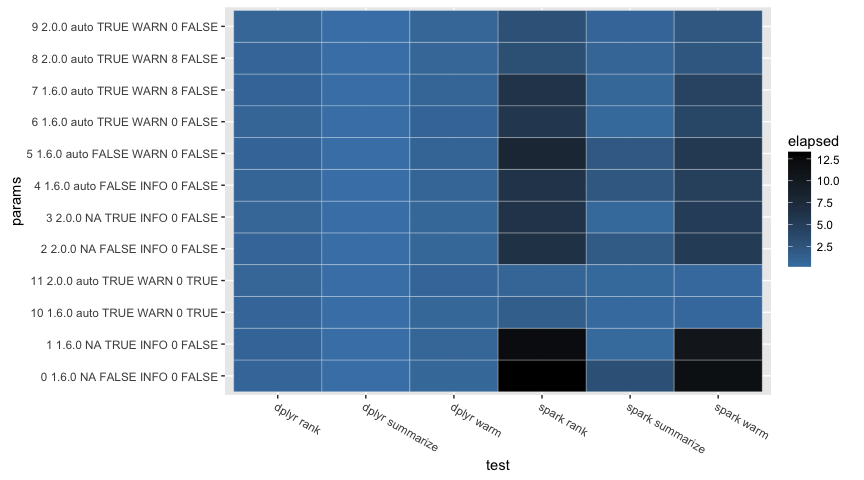 9 2.0.0 auto TRUE WARN 0 FALSE
8 2.0.0 auto TRUE WARN 8 FALSE
7 1.6.0 auto TRUE WARN 8 FALSE
6 1.6.0 auto TRUE WARN 0 FALSE
5 1.6.0 auto FALSE WARN 0 FALSE
4 1.6.0 auto FALSE INFO 0 FALSE
3 2.0.0 NA TRUE INFO 0 FALSE
2 2.0.0 NA FALSE INFO 0 FALSE
11 2.0.0 auto TRUE WARN 0 TRUE
10 1.6.0 auto TRUE WARN 0 TRUE
1 1.6.0 NA TRUE INFO 0 FALSE
0 1.6.0 NA FALSE INFO 0 FALSE
params
dplyr rank
dplyr summarize
dplyr warm
spark rank
spark summarize
spark warm
test
elapsed
12.5
10.0
7.5
5.0
2.5